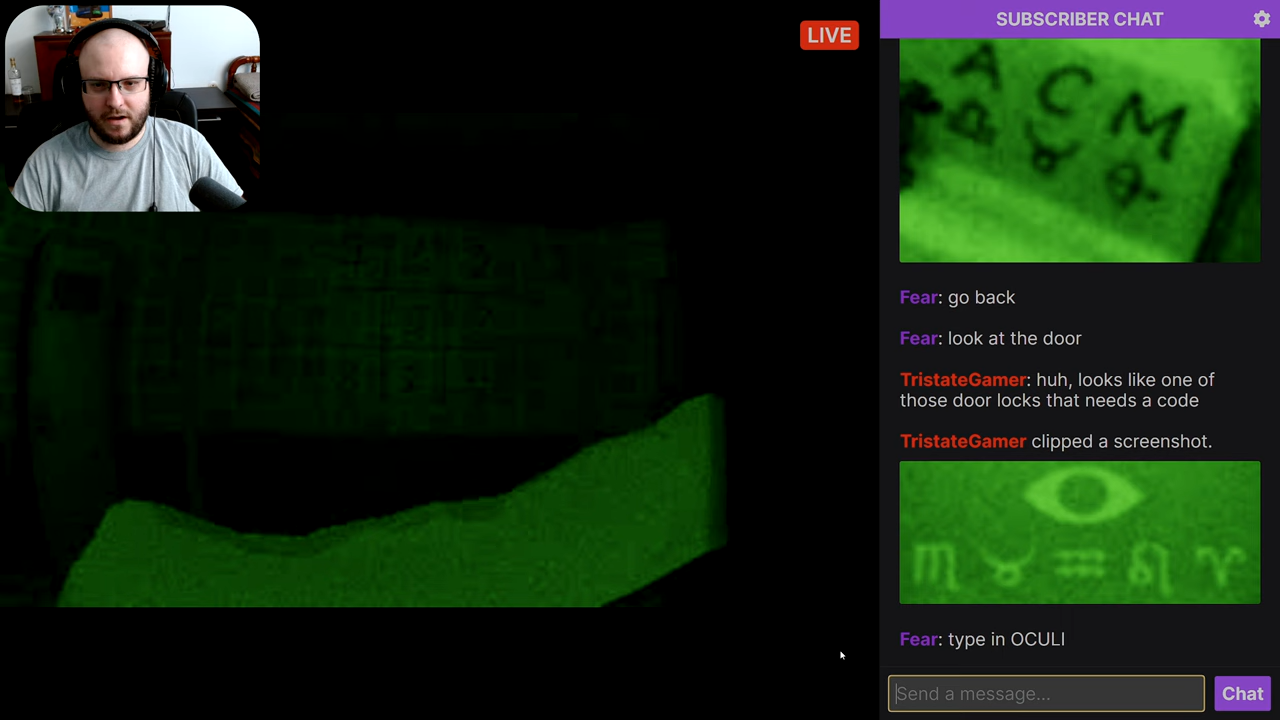 LIVE
SUBSCRIBER CHAT
A C M
Fear: go back
Fear: look at the door
TristateGamer: huh, looks like one of
those door locks that needs a code
TristateGamer clipped a screenshot.
♏ ♉ ♒ ♌ ♈
Fear: type in OCULI
Send a message...
Chat